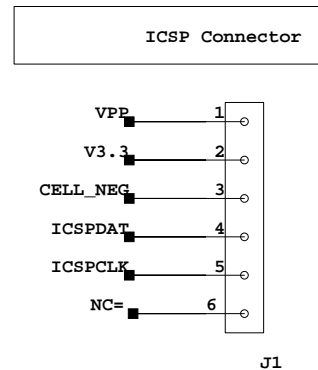 ICSP Connector
VPP 1
V3.3 2
CELL_NEG 3
ICSPDAT 4
ICSPCLK 5
NC= 6
J1